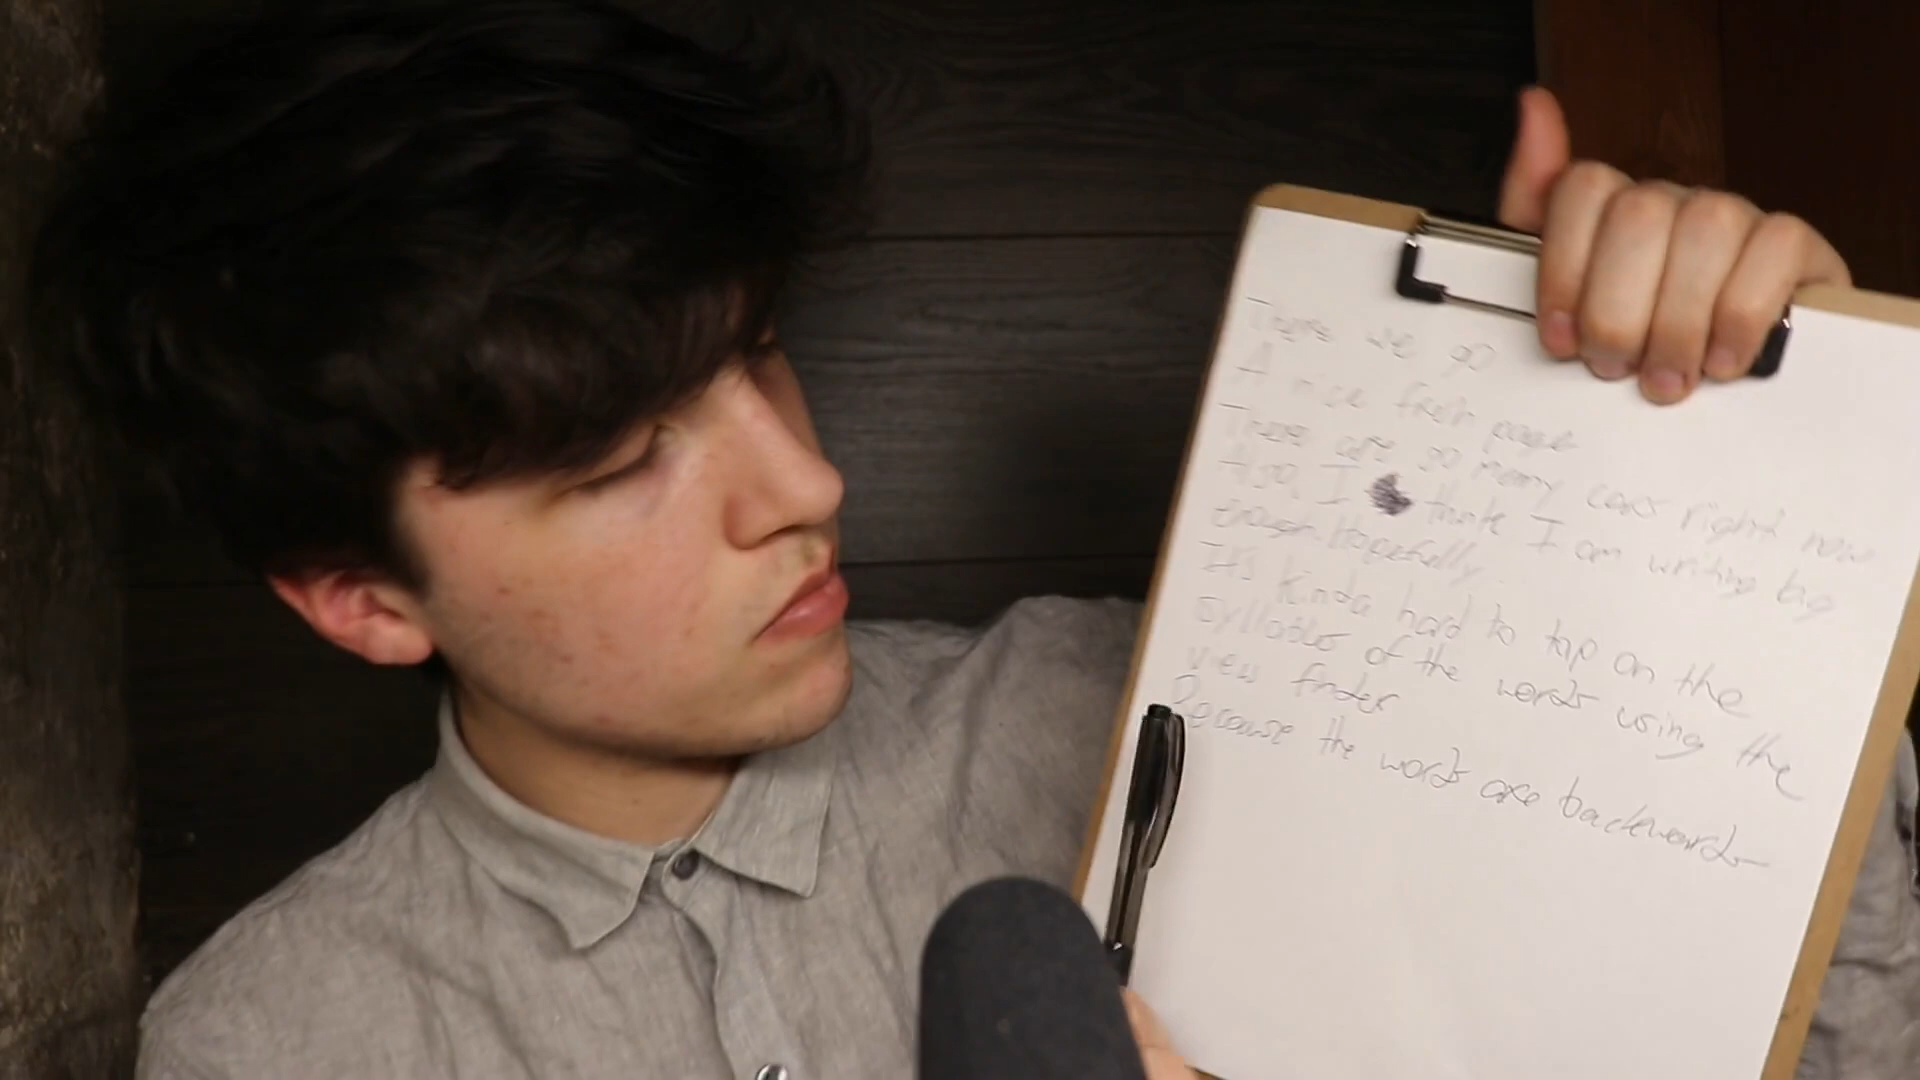 There we go
A nice fresh page
There are so many cars right now
Also, I think I am writing big
enough. Hopefully.
It's kinda hard to tap on the
syllables of the words using the
view finder
Because the words are backwards